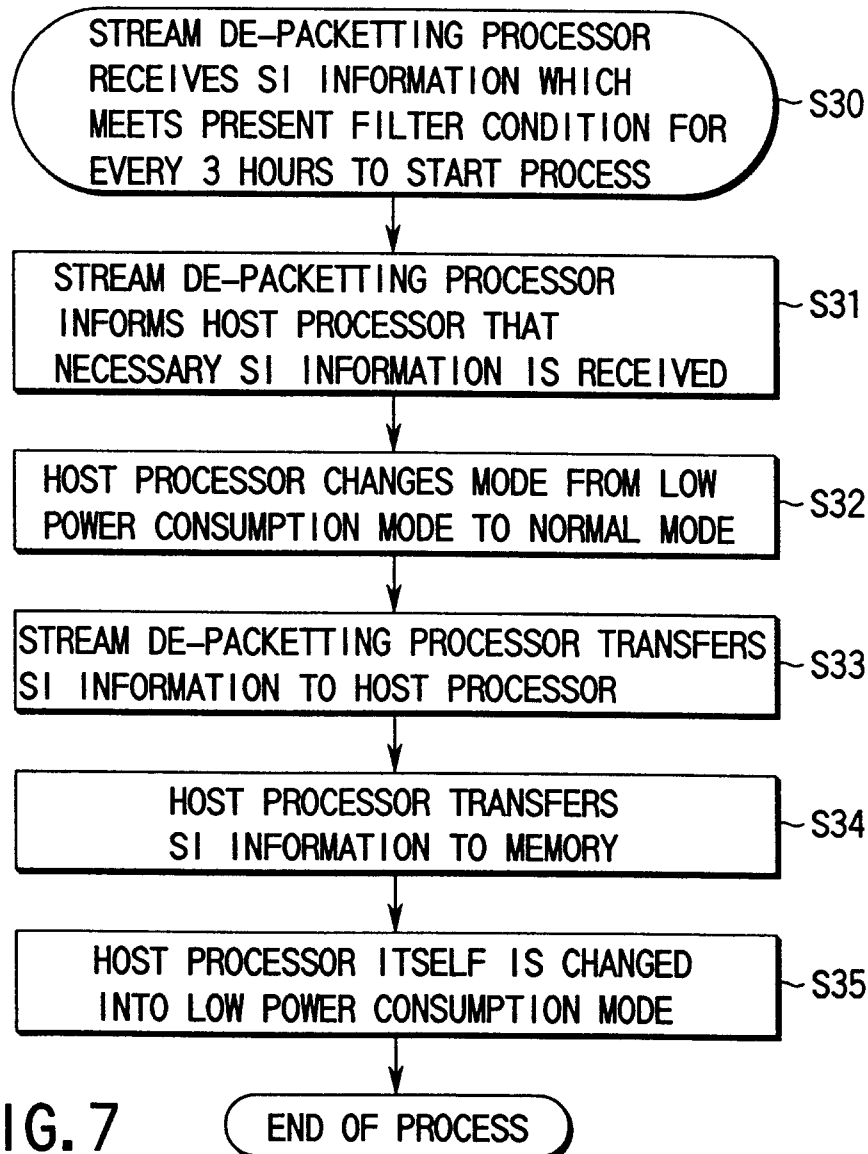 STREAM DE-PACKETTING PROCESSOR
RECEIVES SI INFORMATION WHICH
MEETS PRESENT FILTER CONDITION FOR
EVERY 3 HOURS TO START PROCESS
S30
STREAM DE-PACKETTING PROCESSOR
INFORMS HOST PROCESSOR THAT
NECESSARY SI INFORMATION IS RECEIVED
S31
HOST PROCESSOR CHANGES MODE FROM LOW
POWER CONSUMPTION MODE TO NORMAL MODE
S32
STREAM DE-PACKETTING PROCESSOR TRANSFERS
SI INFORMATION TO HOST PROCESSOR
S33
HOST PROCESSOR TRANSFERS
SI INFORMATION TO MEMORY
S34
HOST PROCESSOR ITSELF IS CHANGED
INTO LOW POWER CONSUMPTION MODE
S35
END OF PROCESS
IG. 7